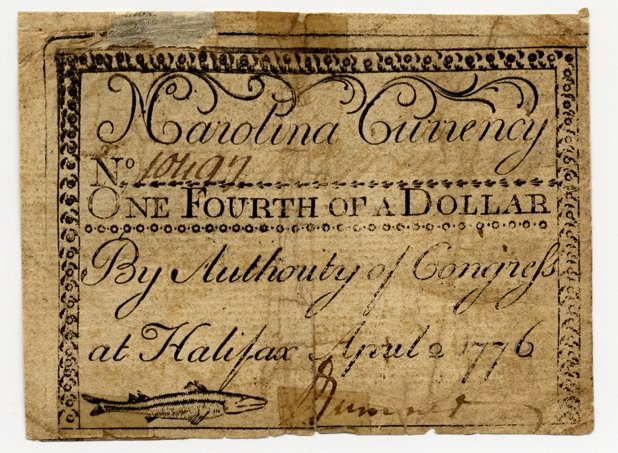 N Carolina Currency
No 10497
ONE FOURTH OF A DOLLAR
By Authority of Congress
at Halifax April 2 1776